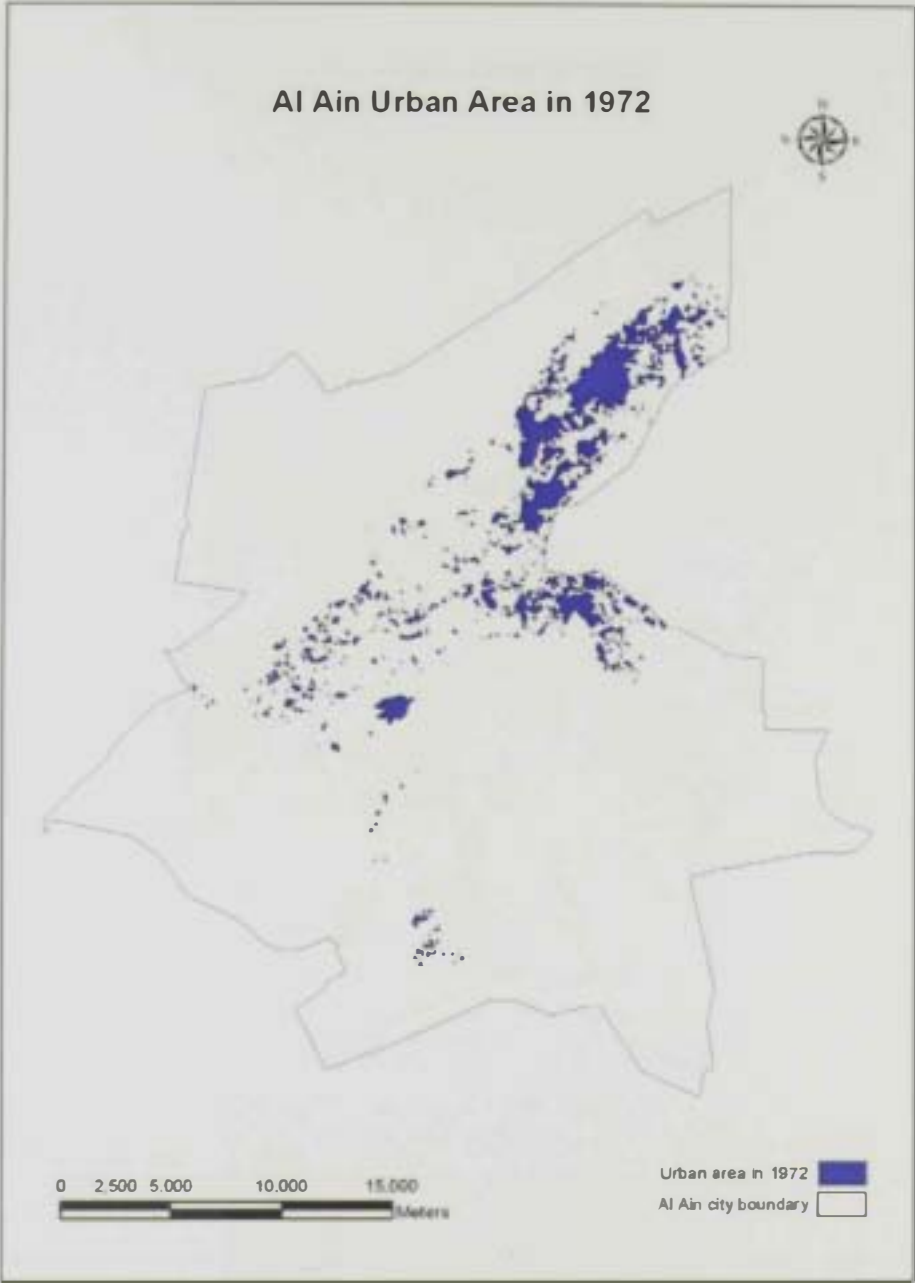 Al Ain Urban Area in 1972
N
S
0 2.500 5.000 10.000 15.000
Meters
Urban area in 1972
Al Ain city boundary